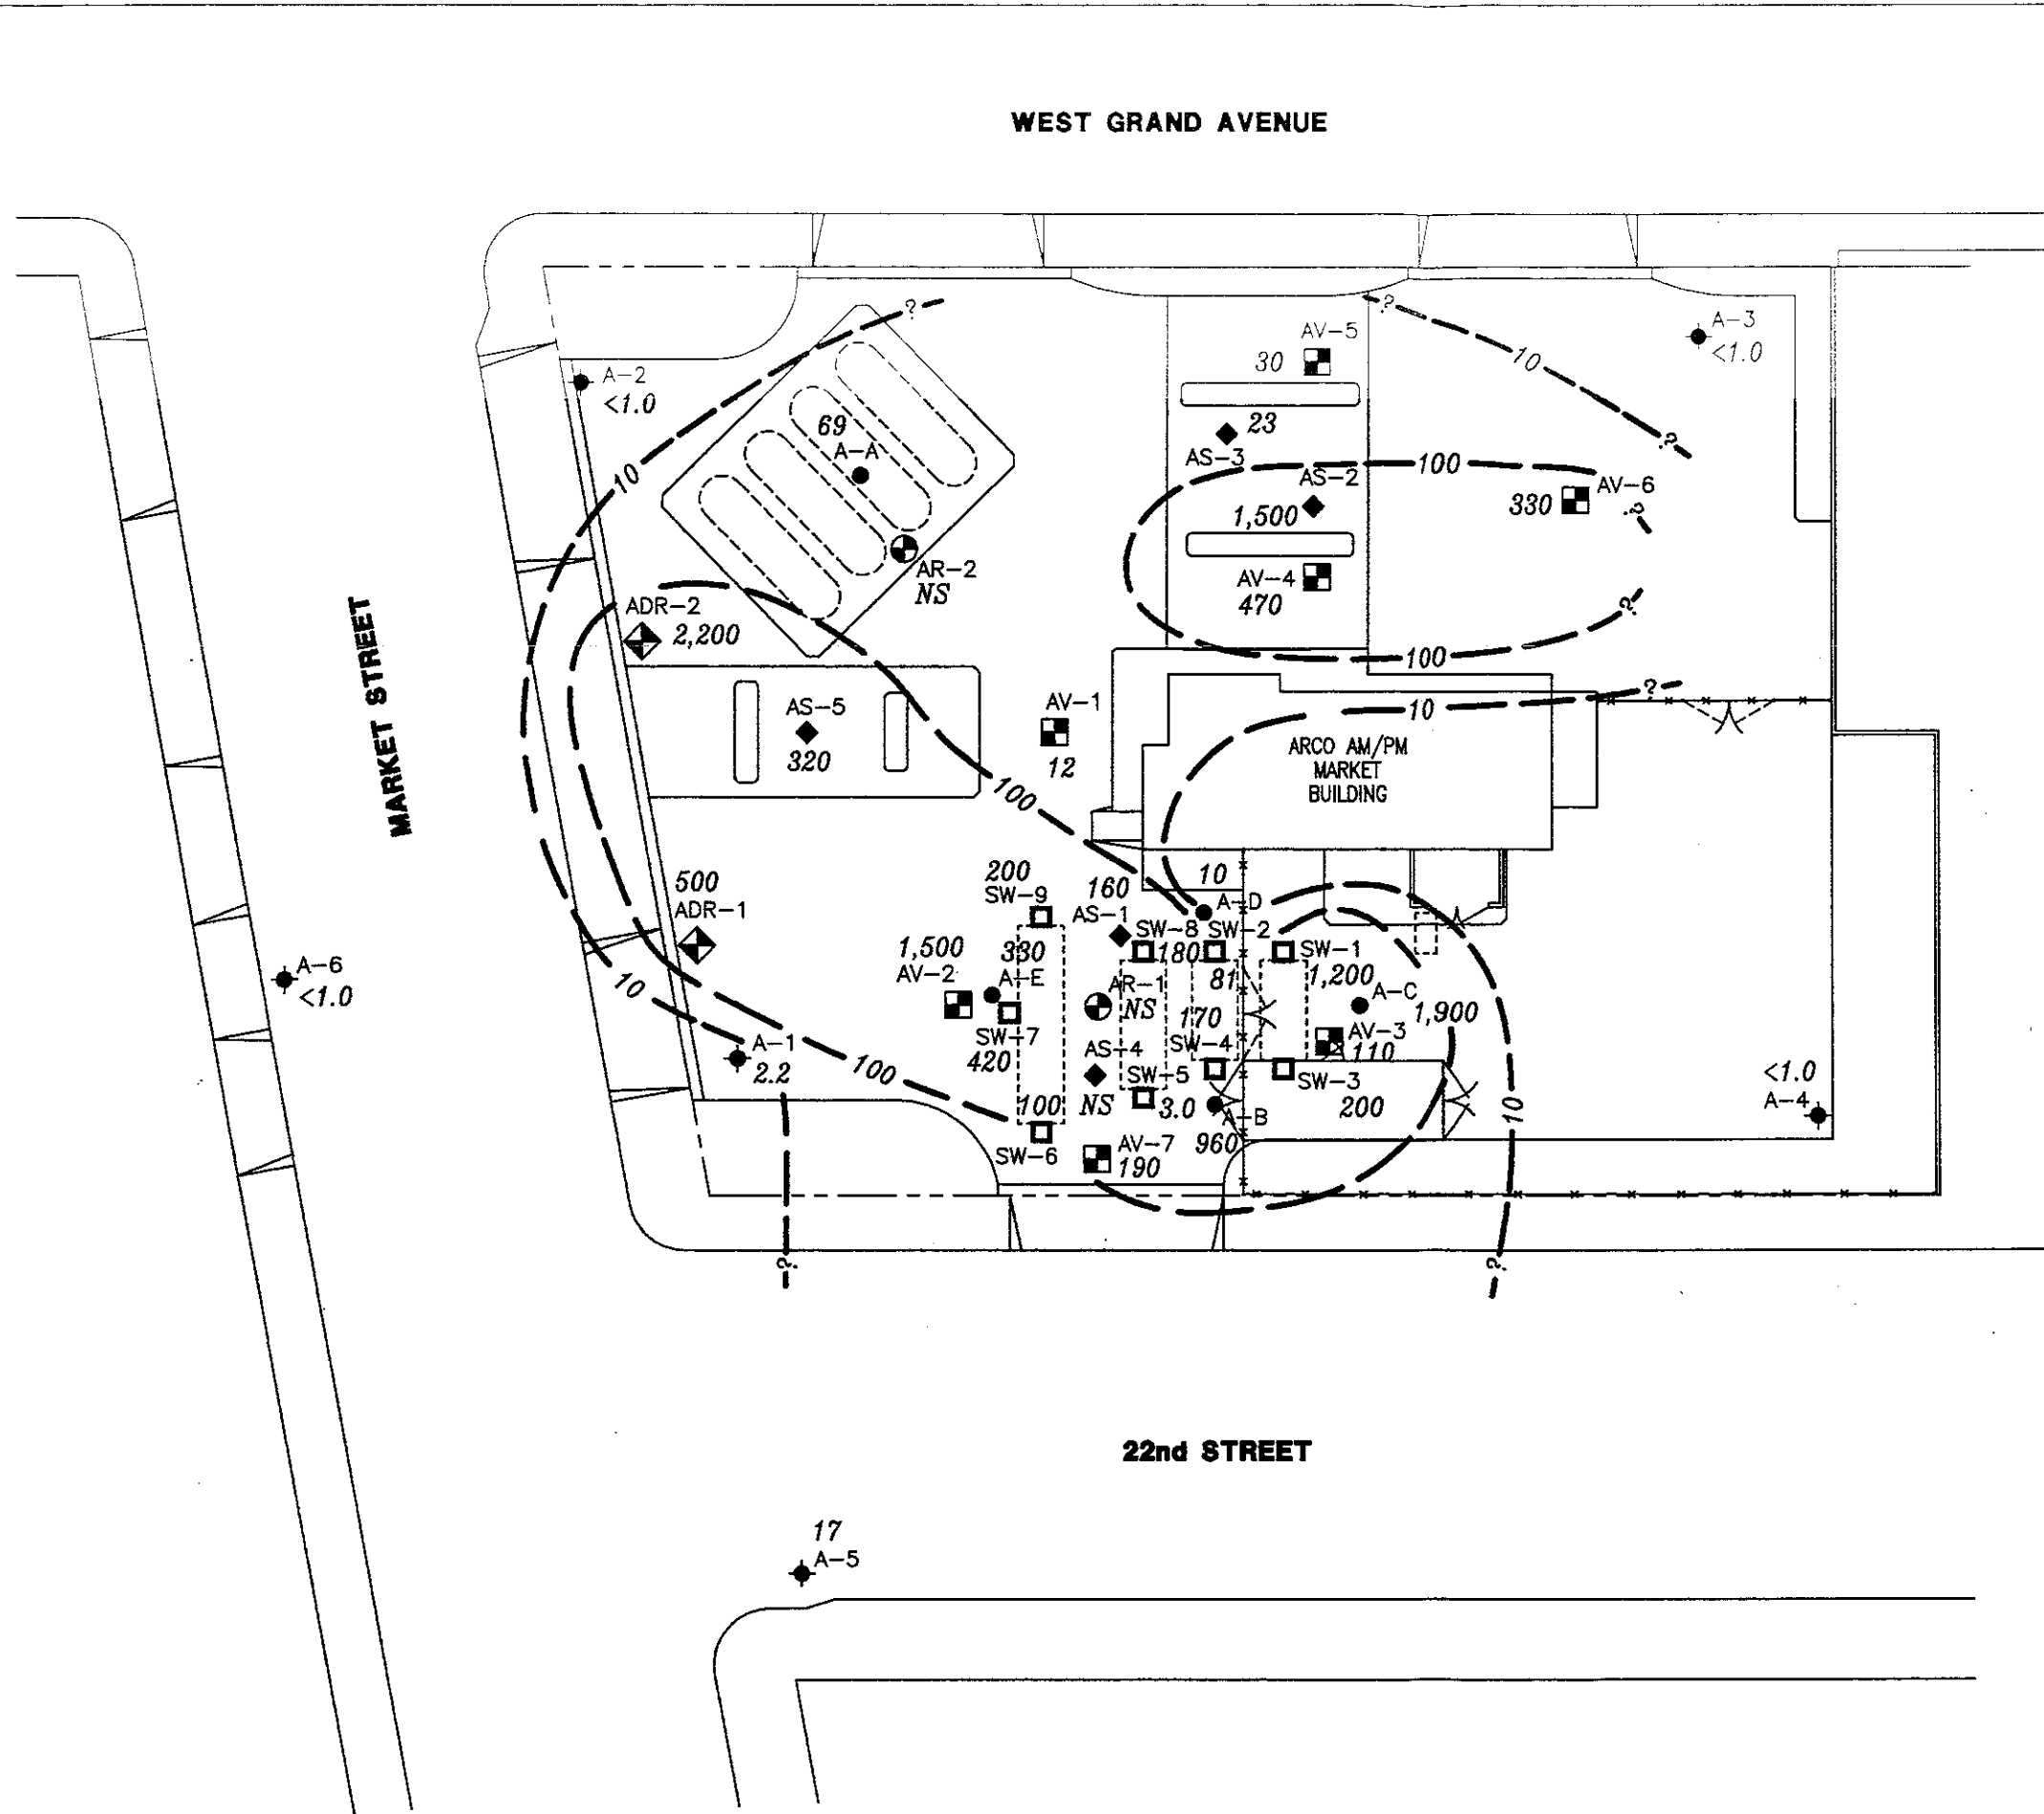 WEST GRAND AVENUE
MARKET STREET
22nd STREET
?
?
A-3
<1.0
AV-5
30
10
A-2
<1.0
69
A-A
23
AS-3
?
10
100
AS-2
1,500
AV-6
330
?
AR-2
NS
AV-4
470
ADR-2
2,200
?
100
?
10
AS-5
320
AV-1
12
ARCO AM/PM
MARKET
BUILDING
100
500
ADR-1
200
SW-9
160
AS-1
10
A-D
SW-8
SW-2
180
SW-1
1,200
1,500
AV-2
330
A-E
AR-1
NS
81
A-C
1,900
A-6
<1.0
10
SW-7
420
170
SW-4
AV-3
110
A-1
2.2
100
AS-4
NS
SW-5
3.0
SW-3
200
A-B
960
10
<1.0
A-4
100
SW-6
AV-7
190
?
?
17
A-5